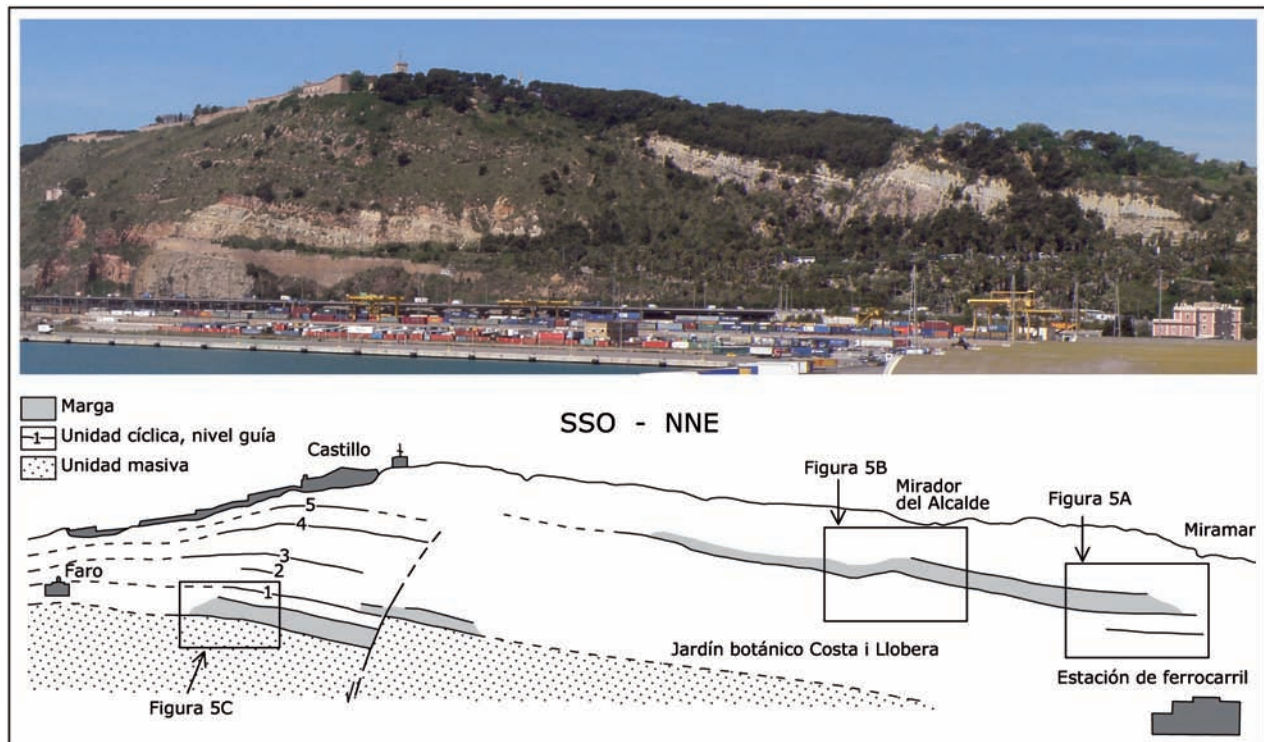 Marga
1 Unidad cíclica, nivel guía
Unidad masiva
SSO - NNE
Castillo
Figura 5B
Mirador
del Alcalde
Figura 5A
Miramar
5
4
3
2
1
Faro
Jardín botánico Costa i Llobera
Estación de ferrocarril
Figura 5C